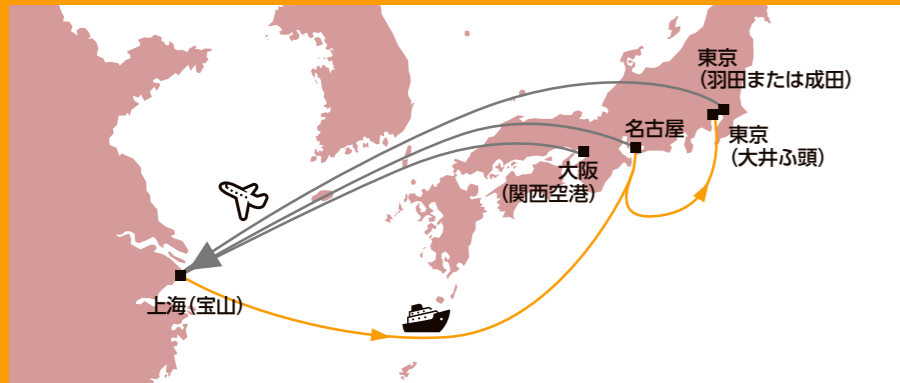 東京
（羽田または成田）
名古屋
東京
（大井ふ頭）
大阪
（関西空港）
上海（宝山）